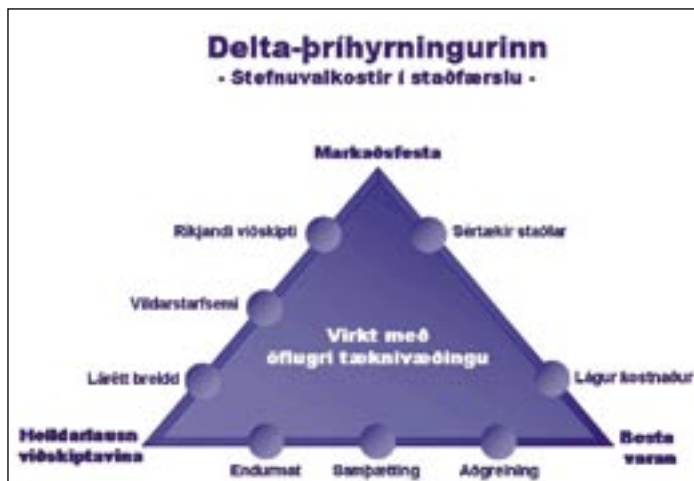 Delta-þríhyrningurinn
- Stefnuvalkostir í staðfærslu -
Markaðsfesta
Ríkjandi viðskipti
Sértækir staðlar
Vildarstarfsemi
Virkt með
öflugri tæknivæðingu
Lárétt breidd
Lágur kostnaður
Heildarlausn
viðskiptavina
Besta
varan
Endurmat
Samþætting
Aðgreining